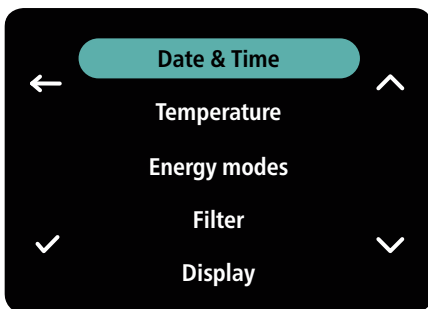 Date & Time
Temperature
Energy modes
Filter
Display